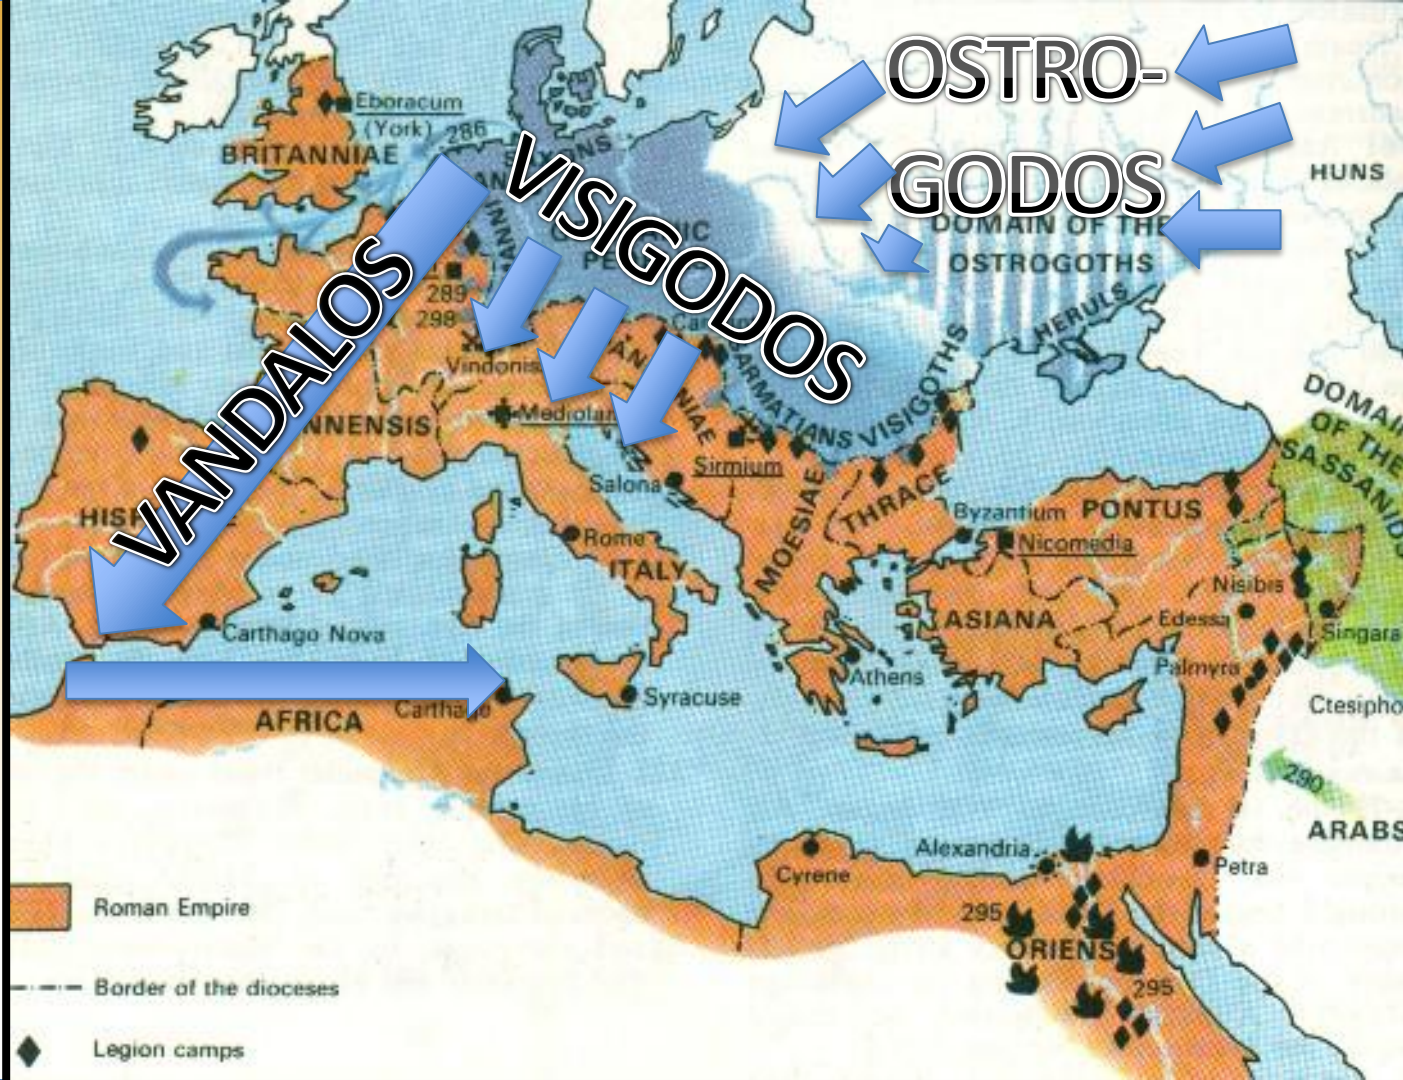 OSTRO-
GODOS
VISIGODOS
VANDALOS
Eboracum
(York)
286
BRITANNIAE
HUNS
DOMAIN OF THE
OSTROGOTHS
HERULS
289
298
SARMATIANS
VISIGOTHS
DOMAIN
OF THE
SASSANIDS
Sirmium
Salona
MOESIAE
THRACE
Byzantium
PONTUS
Nicomedia
Rome
ITALY
Nisibis
ASIANA
Edessa
Singara
Carthago Nova
Palmyra
Athens
Syracuse
AFRICA
Ctesipho
290
ARABS
Alexandria
Petra
Cyrene
295
ORIENS
295
Roman Empire
Border of the dioceses
Legion camps